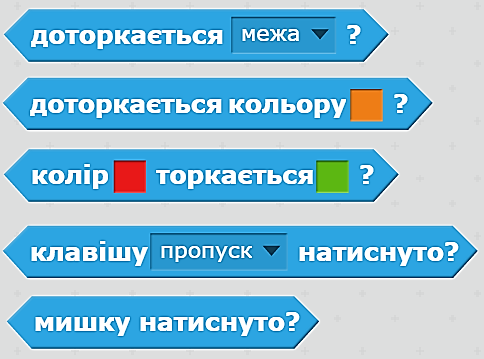 доторкається межа ?
доторкається кольору ?
колір торкається ?
клавішу пропуск натиснуто?
мишку натиснуто?